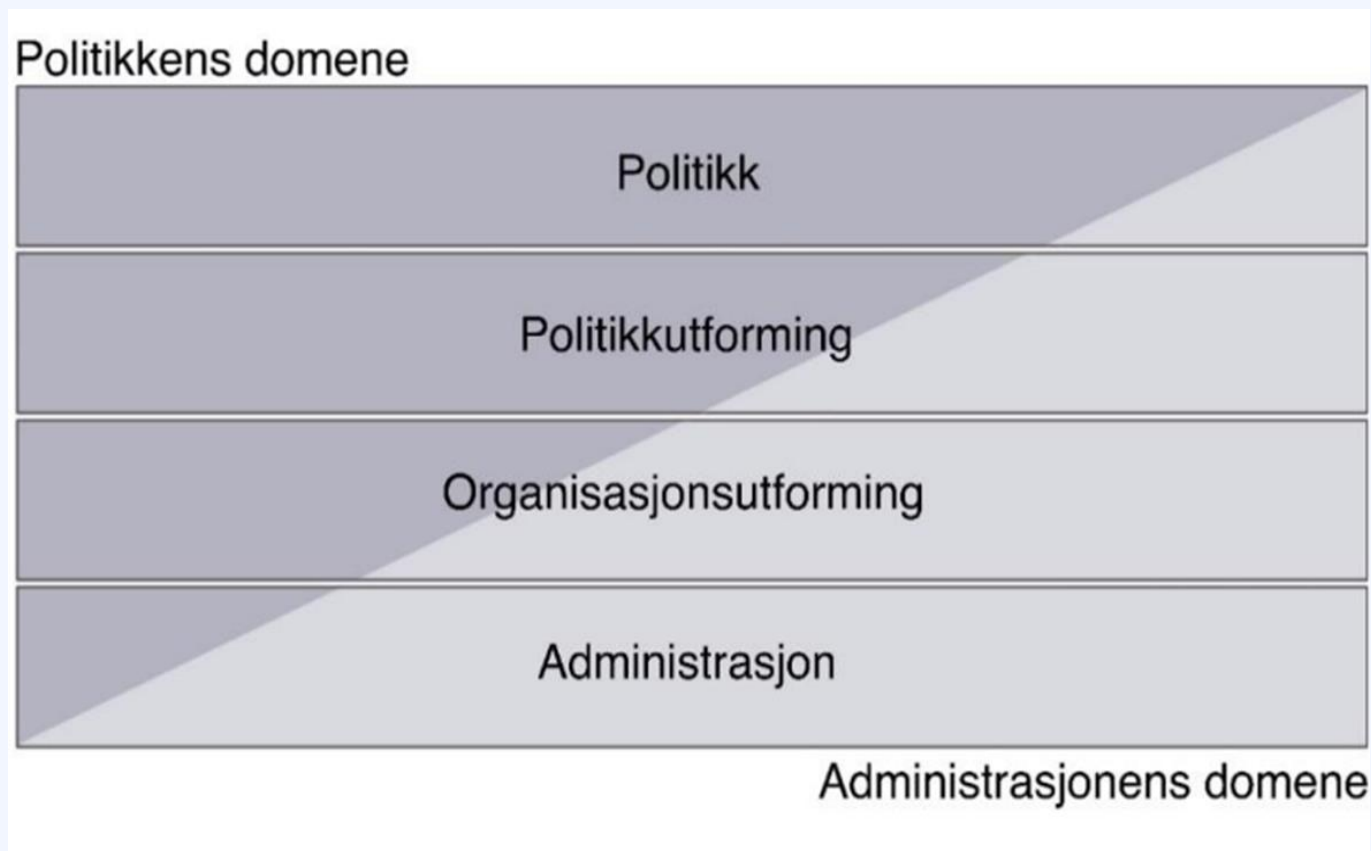 Politikkens domene
Politikk
Politikkutforming
Organisasjonsutforming
Administrasjon
Administrasjonens domene